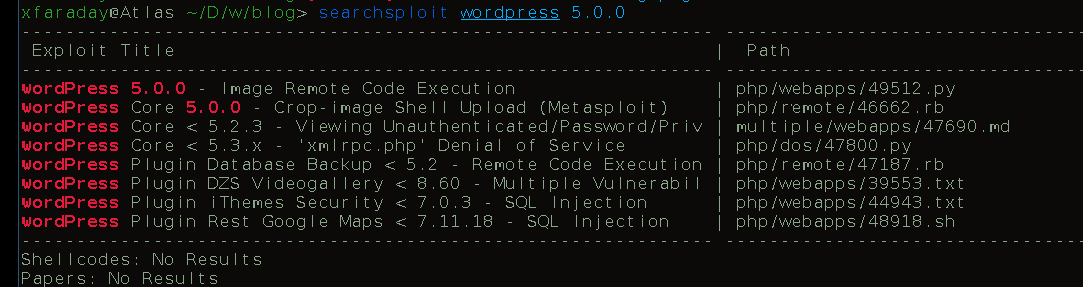 xfaraday@Atlas ~/D/w/blog> searchsploit wordpress 5.0.0
---------------------------------------------------------- ---------------------------------
Exploit Title | Path
---------------------------------------------------------- ---------------------------------
WordPress 5.0.0 - Image Remote Code Execution | php/webapps/49512.py
WordPress Core 5.0.0 - Crop-image Shell Upload (Metasploit) | php/remote/46662.rb
WordPress Core < 5.2.3 - Viewing Unauthenticated/Password/Priv | multiple/webapps/47690.md
WordPress Core < 5.3.x - 'xmlrpc.php' Denial of Service | php/dos/47800.py
WordPress Plugin Database Backup < 5.2 - Remote Code Execution | php/remote/47187.rb
WordPress Plugin DZS Videogallery < 8.60 - Multiple Vulnerabil | php/webapps/39553.txt
WordPress Plugin iThemes Security < 7.0.3 - SQL Injection | php/webapps/44943.txt
WordPress Plugin Rest Google Maps < 7.11.18 - SQL Injection | php/webapps/48918.sh
---------------------------------------------------------- ---------------------------------
Shellcodes: No Results
Papers: No Results